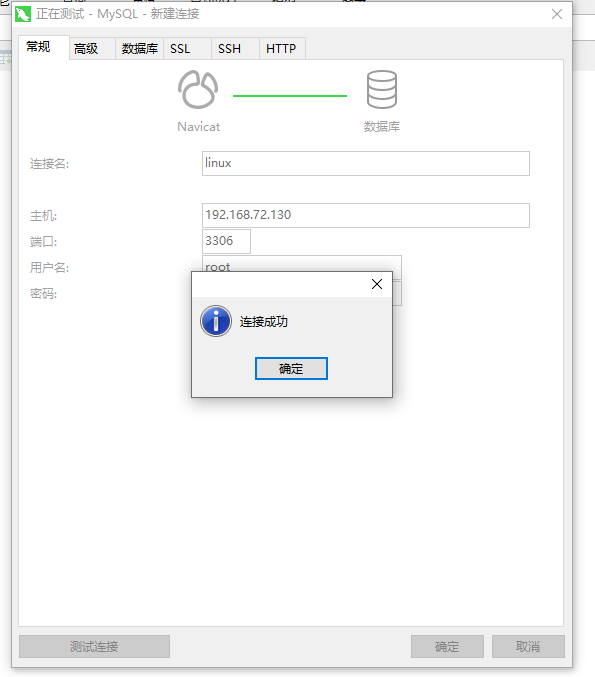 正在测试 - MySQL - 新建连接
常规 高级 数据库 SSL SSH HTTP
Navicat 数据库
连接名: linux
主机: 192.168.72.130
端口: 3306
用户名: root
密码:
连接成功
确定
测试连接 确定 取消